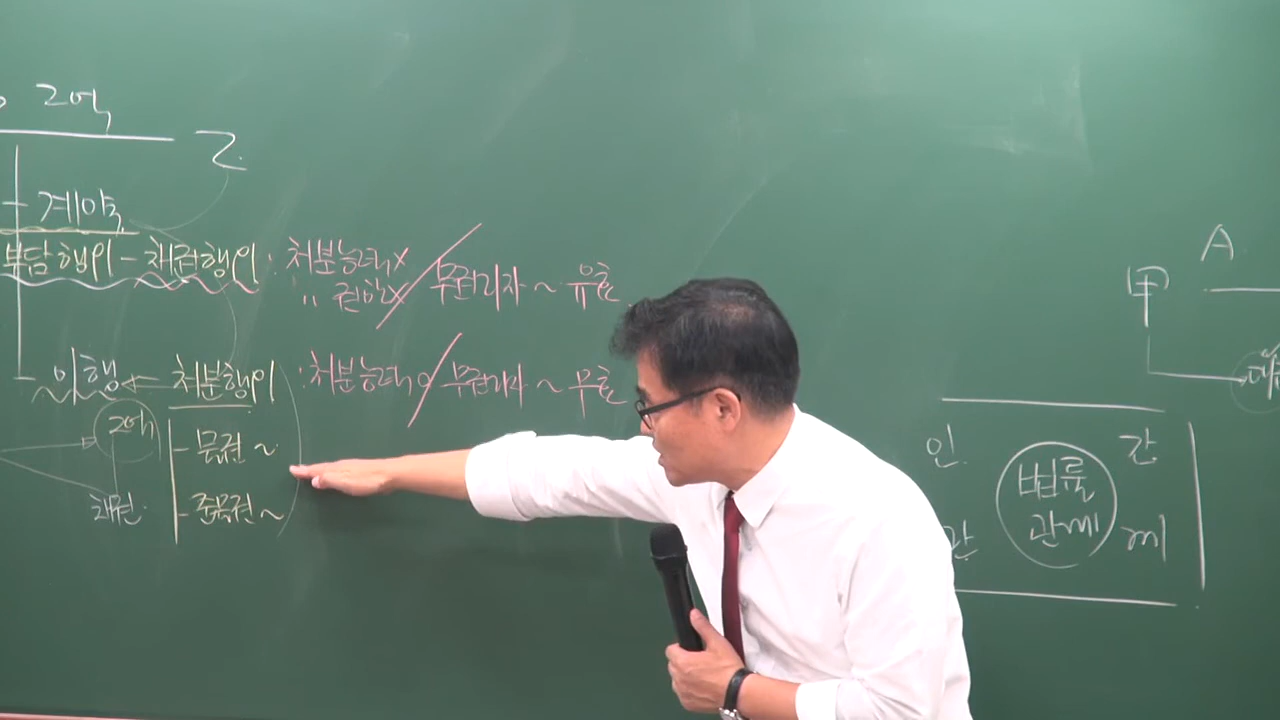 2억
乙
- 계약
부담행위 - 채권행위 : 처분능력 ×
〃 권한 × 무권리자 ~ 유효
이행 ← 처분행위 : 처분능력 ○ 무권리자 ~ 무효
2억 - 물권 ~
채권 - 준물권 ~
A
甲
인 간
법률
관계
관 계